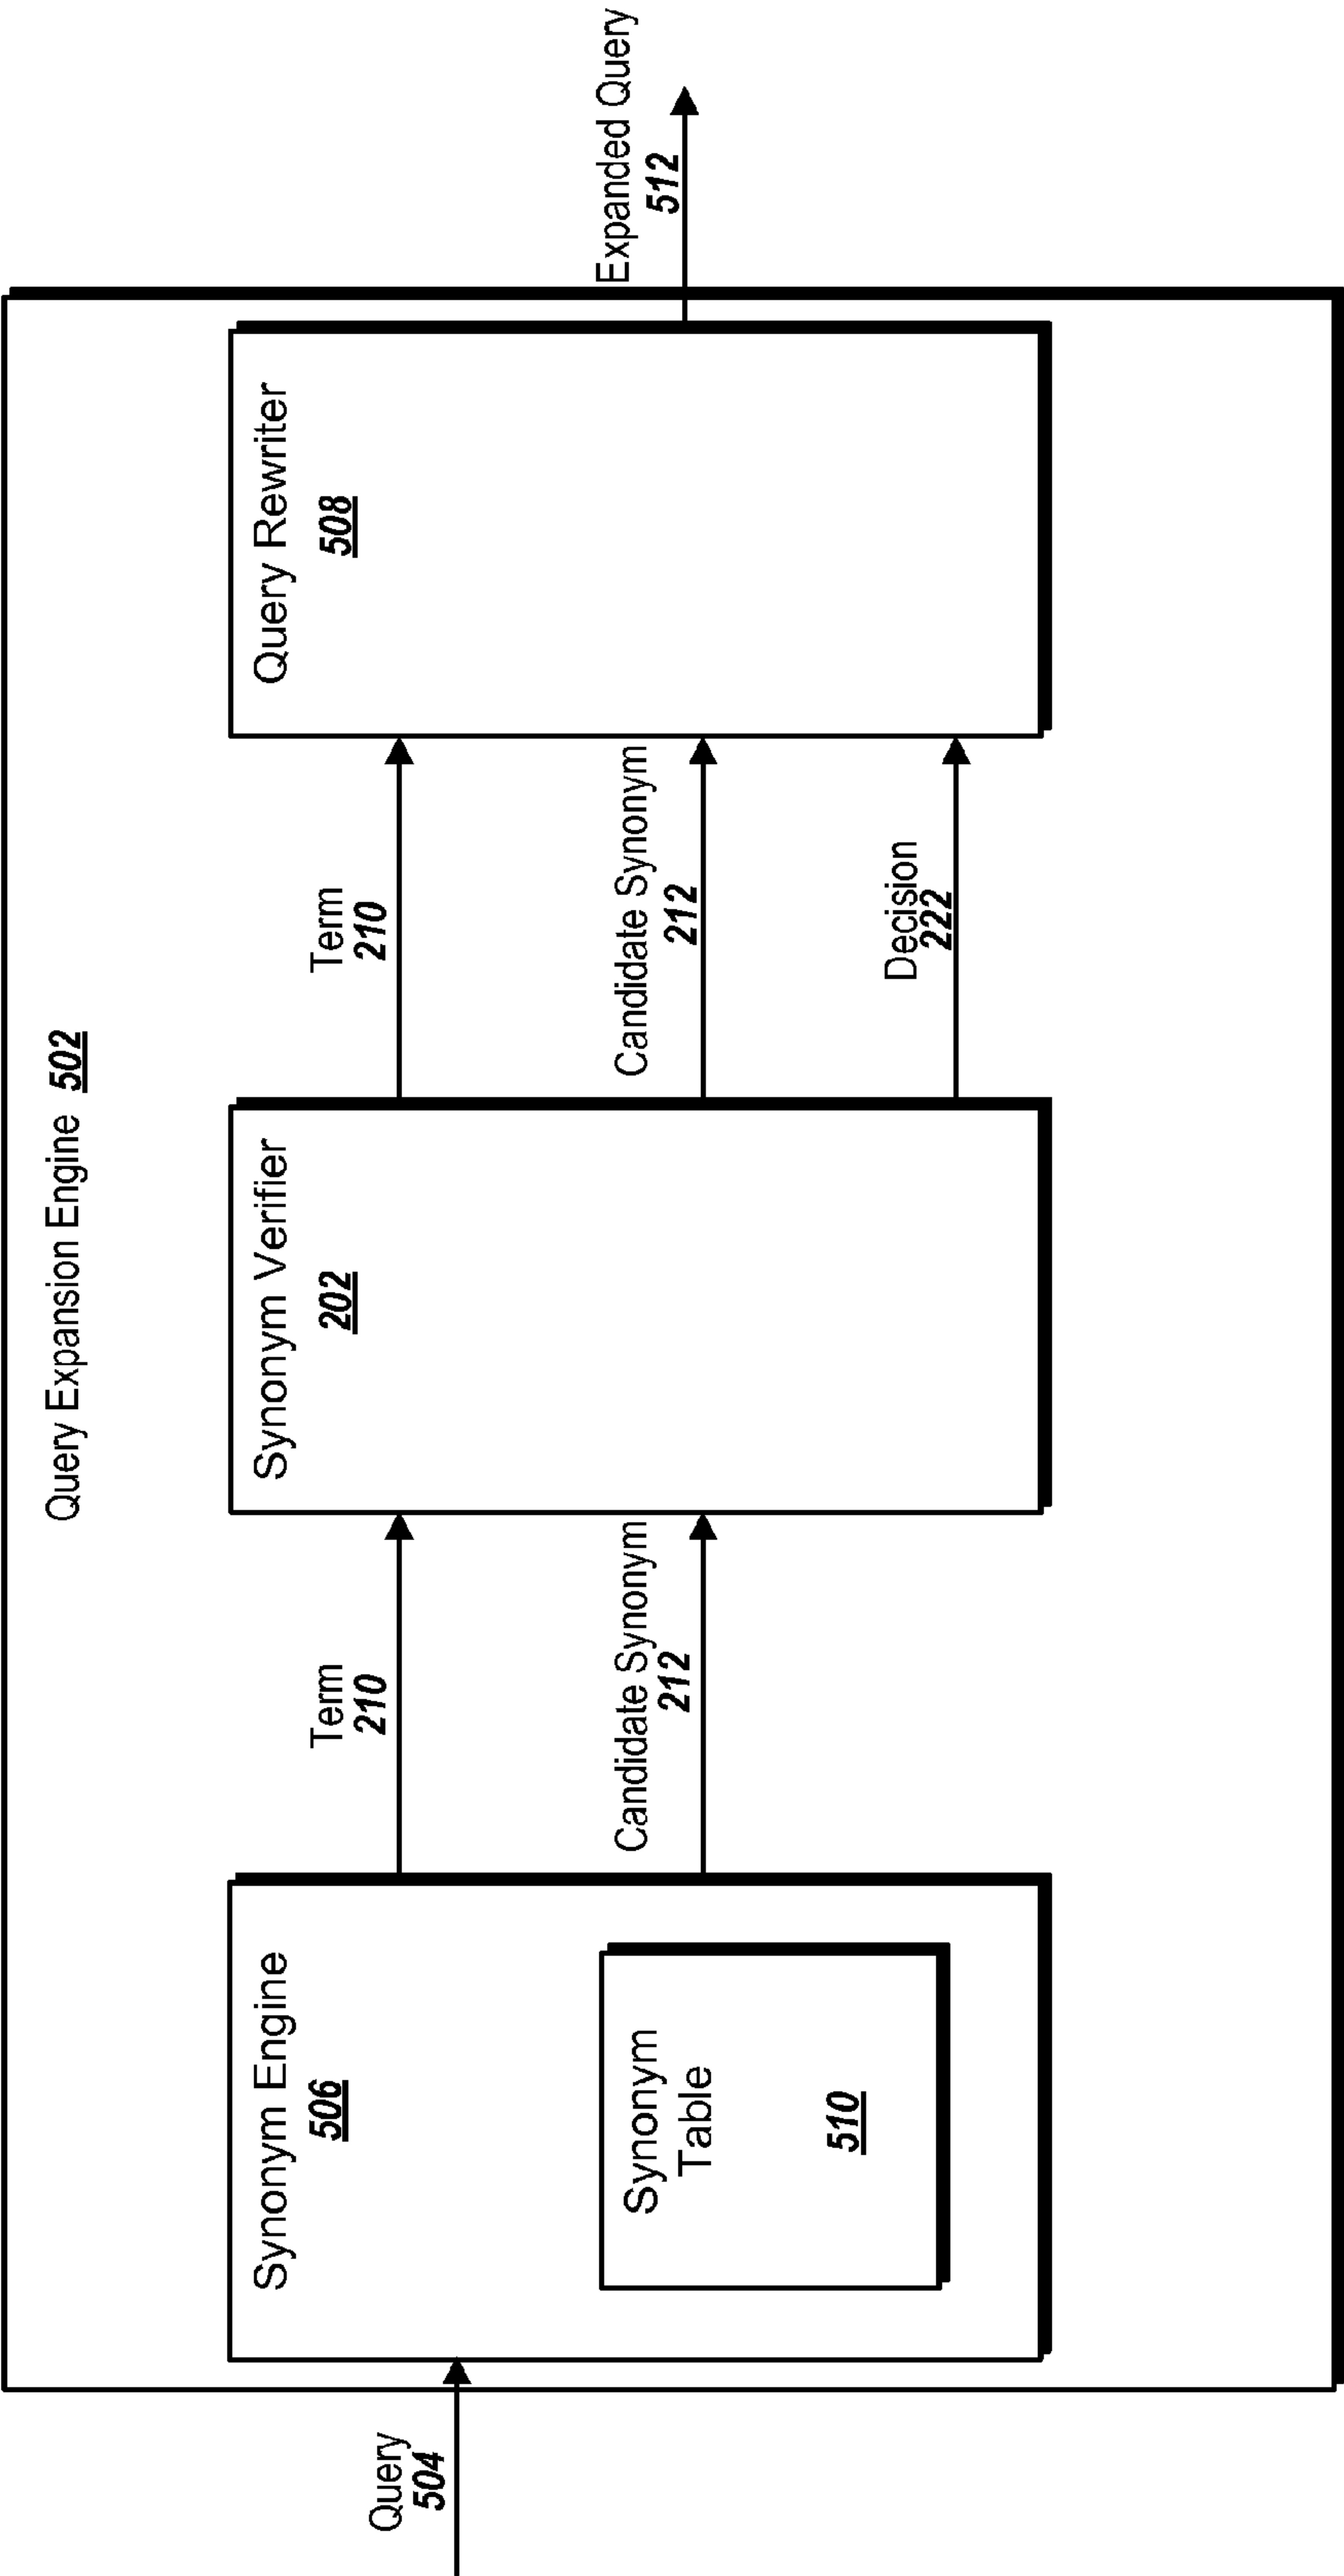 Query Expansion Engine 502
Query
504
Synonym Engine
506
Synonym
Table
510
Term
210
Candidate Synonym
212
Synonym Verifier
202
Term
210
Candidate Synonym
212
Decision
222
Query Rewriter
508
Expanded Query
512